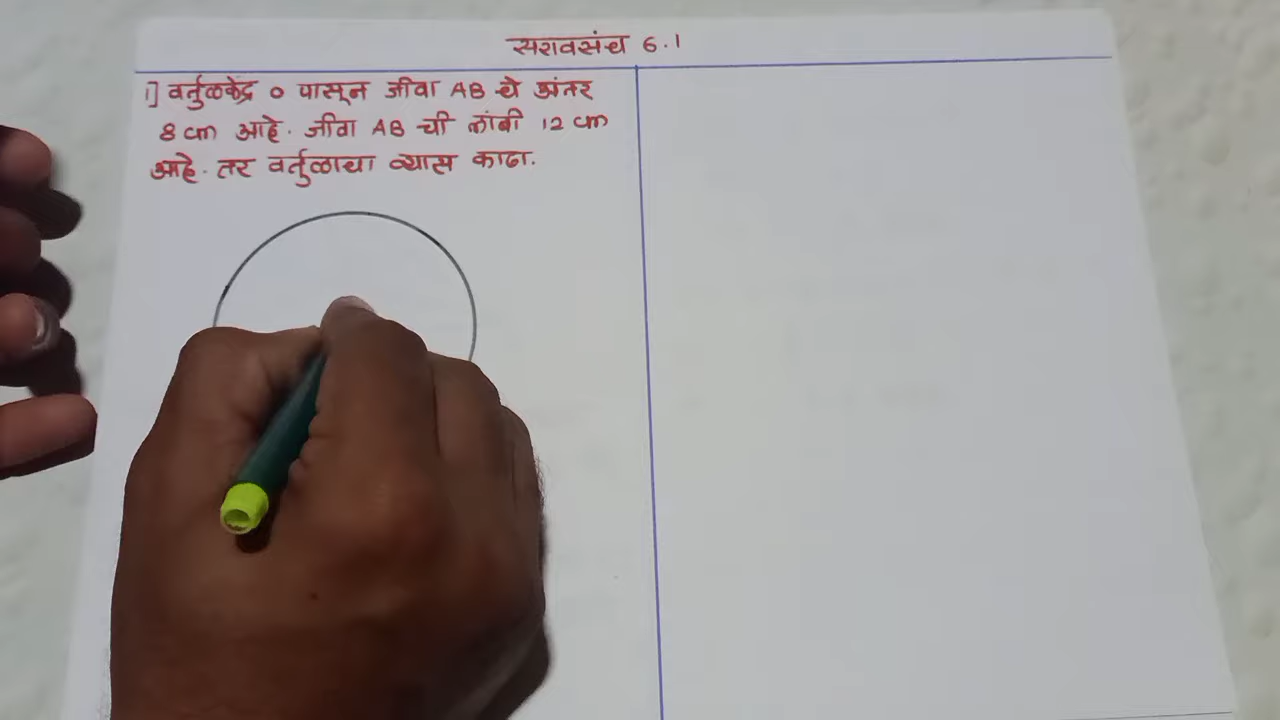 सरावसंच 6.1
1] वर्तुळकेंद्र O पासून जीवा AB चे अंतर
8 cm आहे. जीवा AB ची लांबी 12 cm
आहे. तर वर्तुळाचा व्यास काढा.